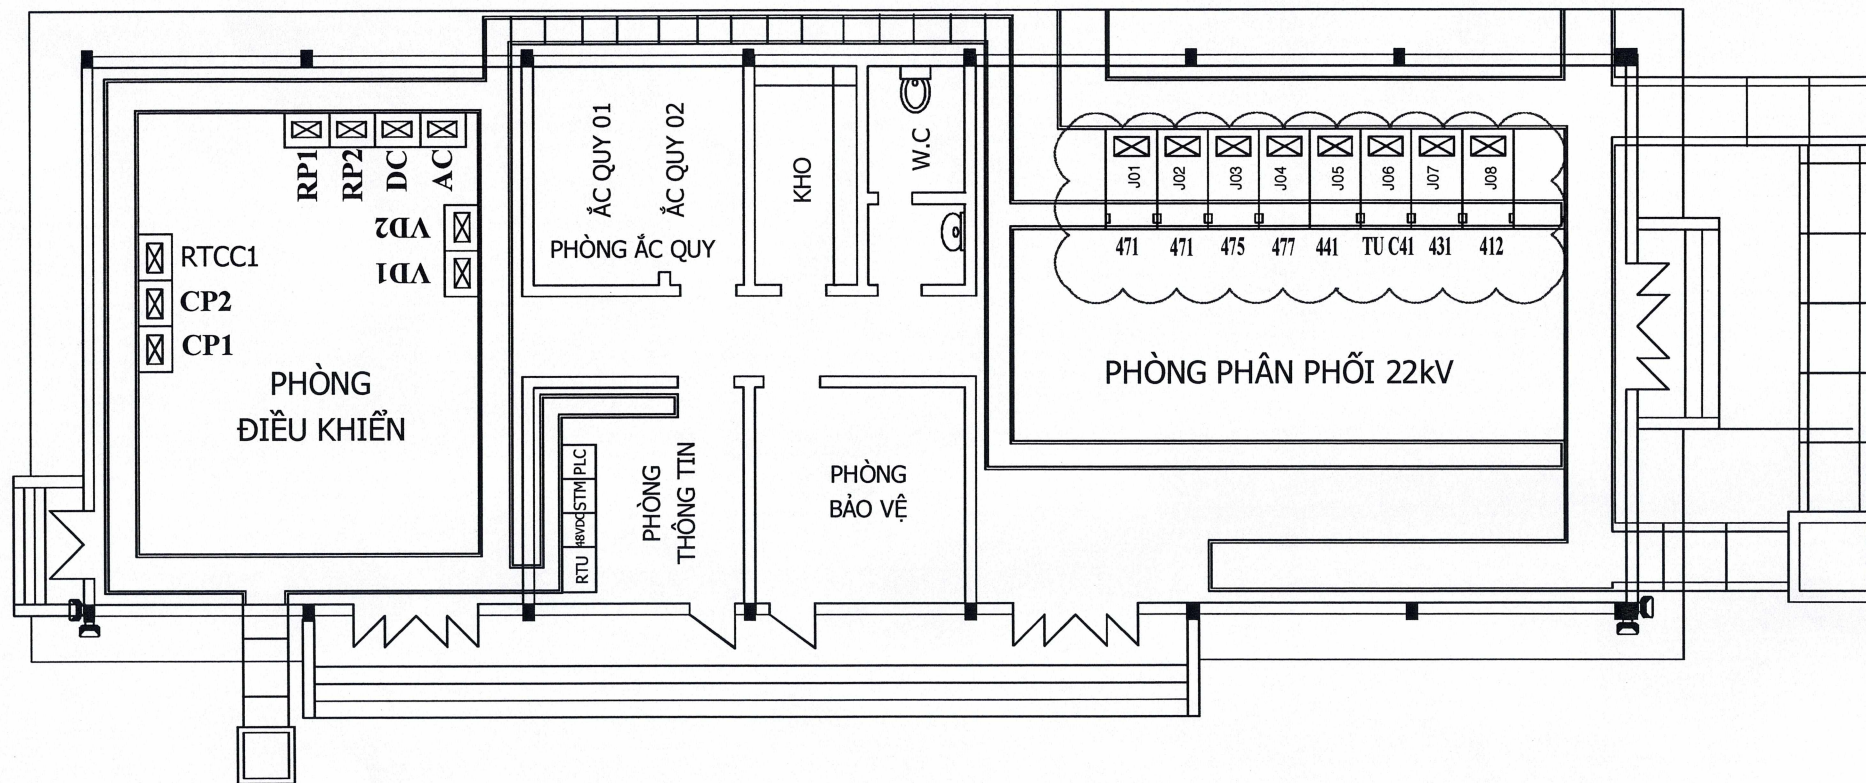 RP1
RP2
DC
AC
VD2
VD1
RTCC1
CP2
CP1
PHÒNG
ĐIỀU KHIỂN
ẮC QUY 01
ẮC QUY 02
PHÒNG ẮC QUY
KHO
W.C
PLC
STM
48VDC
RTU
PHÒNG
THÔNG TIN
PHÒNG
BẢO VỆ
J01
J02
J03
J04
J05
J06
J07
J08
471
471
475
477
441
TU C41
431
412
PHÒNG PHÂN PHỐI 22kV